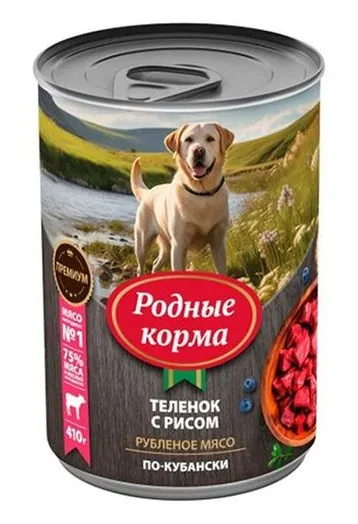 ПРЕМИУМ
Родные
корма
МЯСО
№1
75%
МЯСА
410г
ТЕЛЕНОК
С РИСОМ
РУБЛЕНОЕ МЯСО
ПО-КУБАНСКИ